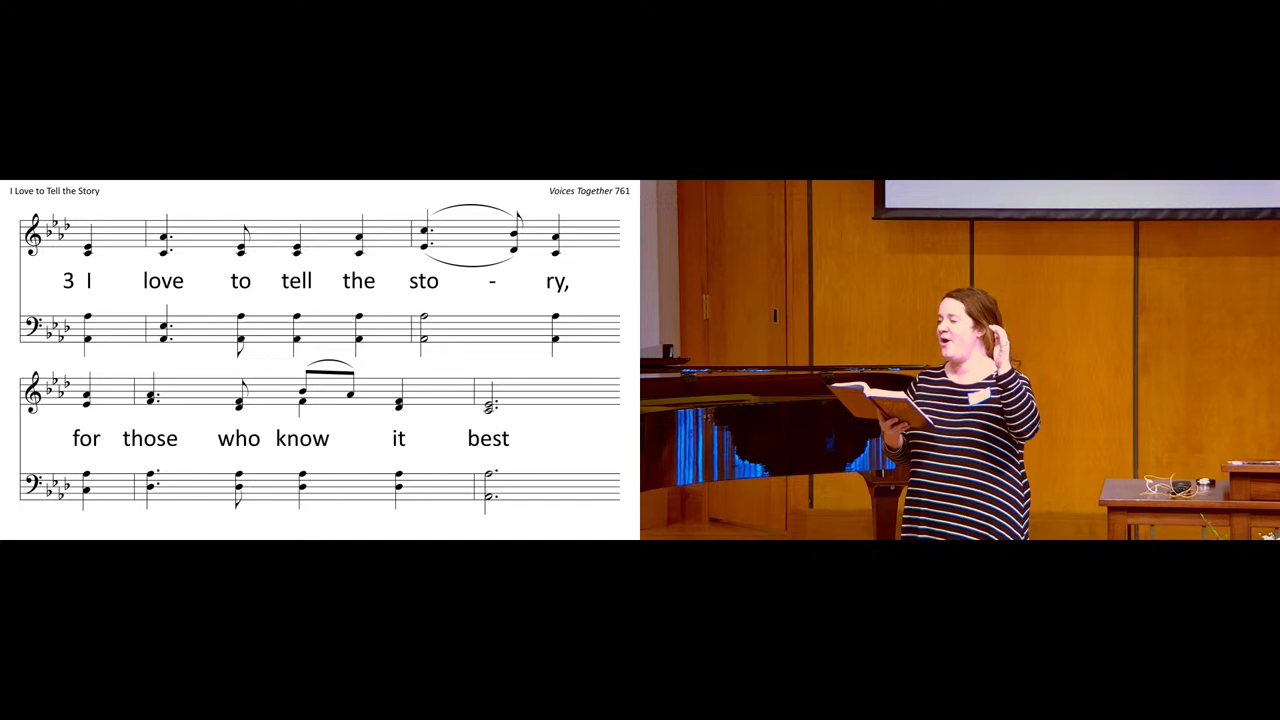 I Love to Tell the Story
Voices Together 761
3 I love to tell the sto - ry,
for those who know it best